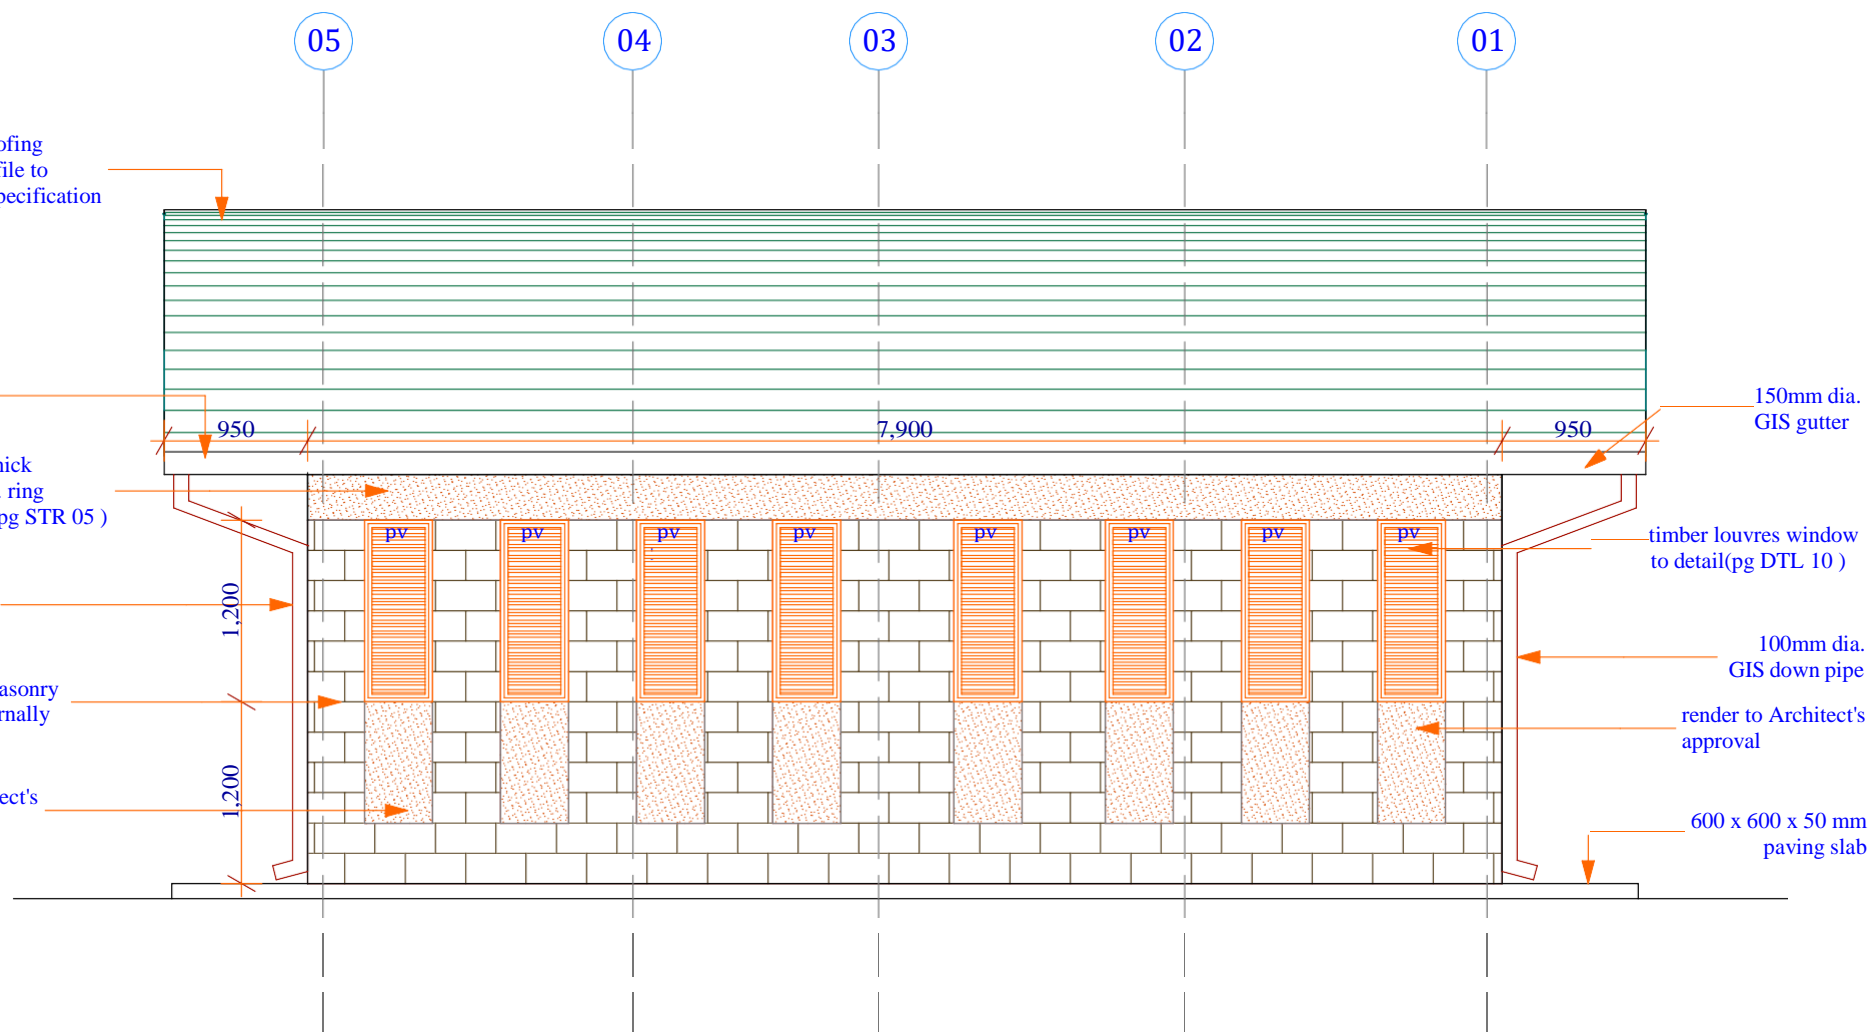 05 04 03 02 01
ofing
file to
pecification
950 7,900 950
150mm dia.
GIS gutter
hick
ring
pg STR 05 )
pv pv pv pv pv pv pv pv
timber louvres window
to detail(pg DTL 10 )
1,200
100mm dia.
GIS down pipe
asonry
rnally
render to Architect's
approval
1,200
ect's
600 x 600 x 50 mm
paving slab